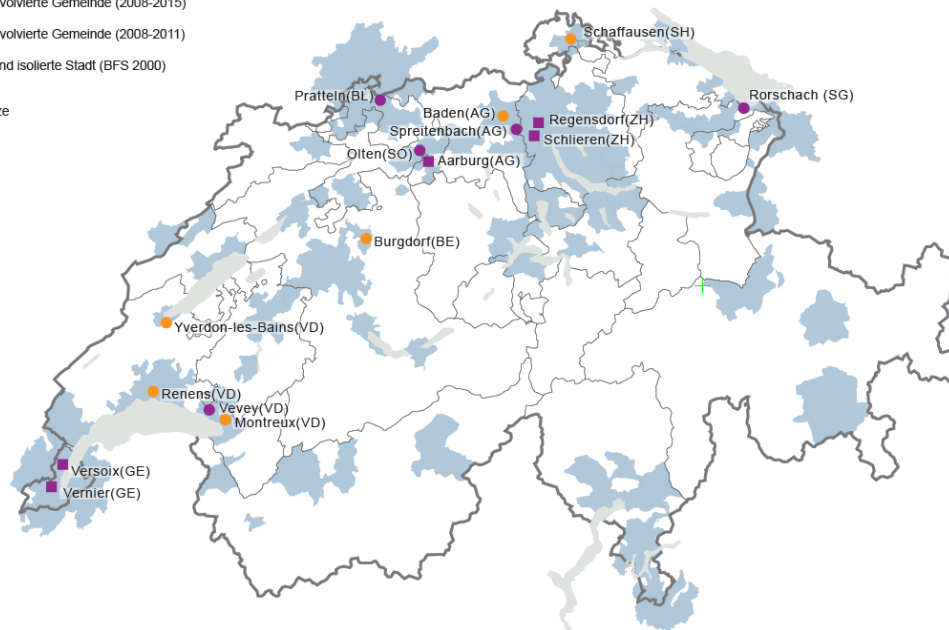 volvierte Gemeinde (2008-2015)
volvierte Gemeinde (2008-2011)
nd isolierte Stadt (BFS 2000)
ze
Schaffausen(SH)
Pratteln(BL)
Rorschach (SG)
Baden(AG)
Regensdorf(ZH)
Spreitenbach(AG)
Schlieren(ZH)
Olten(SO)
Aarburg(AG)
Burgdorf(BE)
Yverdon-les-Bains(VD)
Renens(VD)
Vevey(VD)
Montreux(VD)
Versoix(GE)
Vernier(GE)